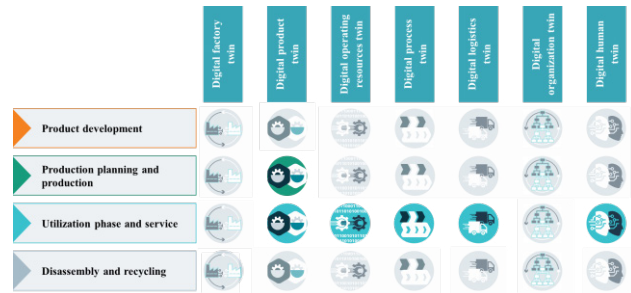 Digital factory
twin
Digital product
twin
Digital operating
resources twin
Digital process
twin
Digital logistics
twin
Digital
organization twin
Digital human
twin
Product development
Production planning and
production
Utilization phase and service
Disassembly and recycling